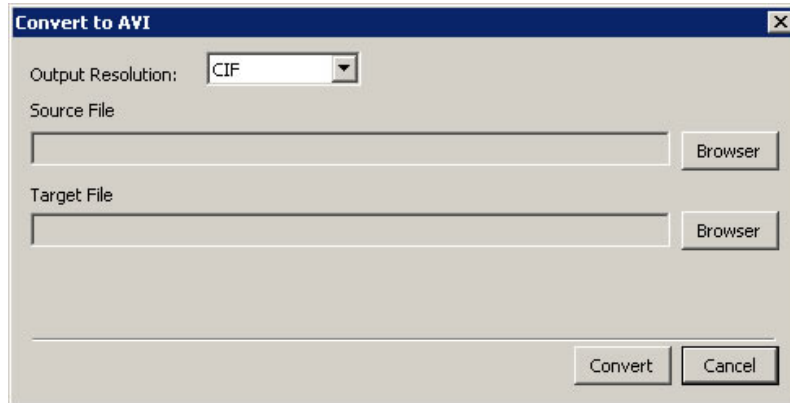 Convert to AVI
Output Resolution: CIF
Source File
Browser
Target File
Browser
Convert Cancel